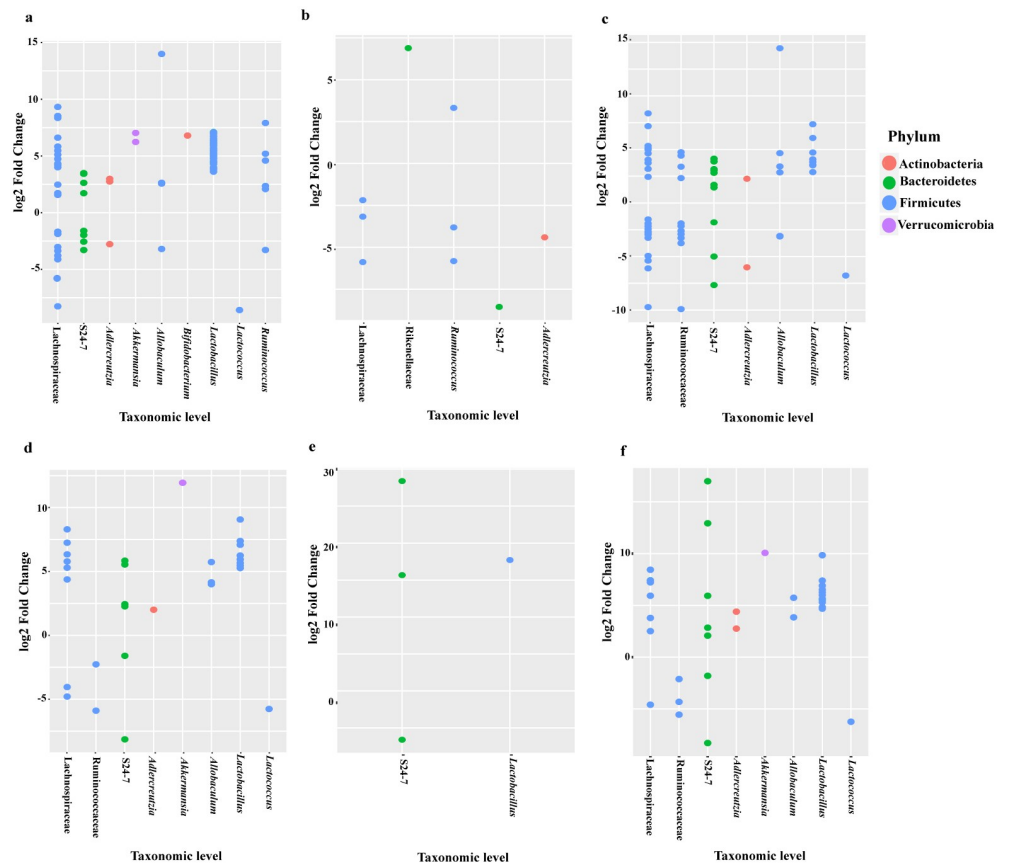 a
log2 Fold Change
15
10
5
0
-5
Lachnospiraceae
S24-7
Adlercreutzia
Akkermansia
Allobaculum
Bifidobacterium
Lactobacillus
Lactococcus
Ruminococcus
Taxonomic level
b
log2 Fold Change
5
0
-5
Lachnospiraceae
Rikenellaceae
Ruminococcus
S24-7
Adlercreutzia
Taxonomic level
c
log2 Fold Change
15
10
5
0
-5
-10
Lachnospiraceae
Ruminococcaceae
S24-7
Adlercreutzia
Allobaculum
Lactobacillus
Lactococcus
Taxonomic level
Phylum
Actinobacteria
Bacteroidetes
Firmicutes
Verrucomicrobia
d
log2 Fold Change
10
5
0
-5
Lachnospiraceae
Ruminococcaceae
S24-7
Adlercreutzia
Akkermansia
Allobaculum
Lactobacillus
Lactococcus
Taxonomic level
e
log2 Fold Change
30
20
10
0
S24-7
Lactobacillus
Taxonomic level
f
log2 Fold Change
10
0
Lachnospiraceae
Ruminococcaceae
S24-7
Adlercreutzia
Akkermansia
Allobaculum
Lactobacillus
Lactococcus
Taxonomic level